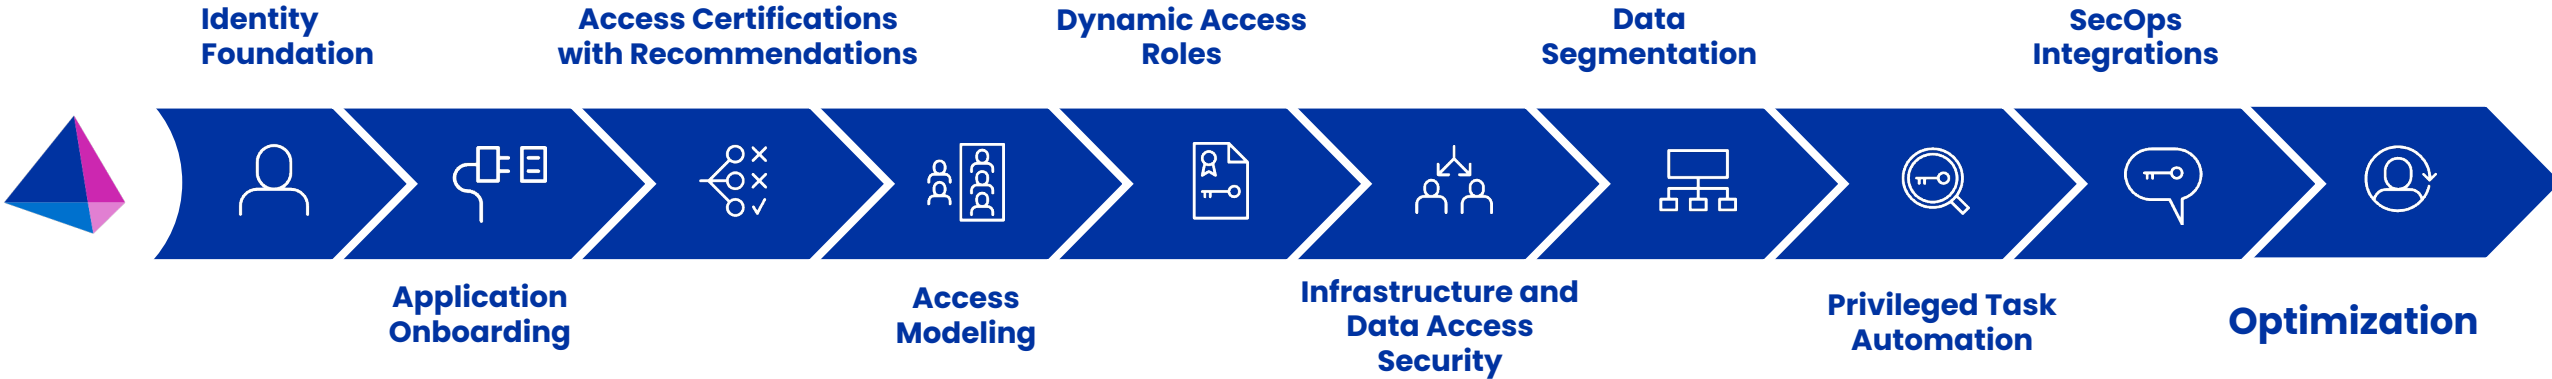 Identity
Foundation
Application
Onboarding
Access Certifications
with Recommendations
Access
Modeling
Dynamic Access
Roles
Infrastructure and
Data Access
Security
Data
Segmentation
Privileged Task
Automation
SecOps
Integrations
Optimization